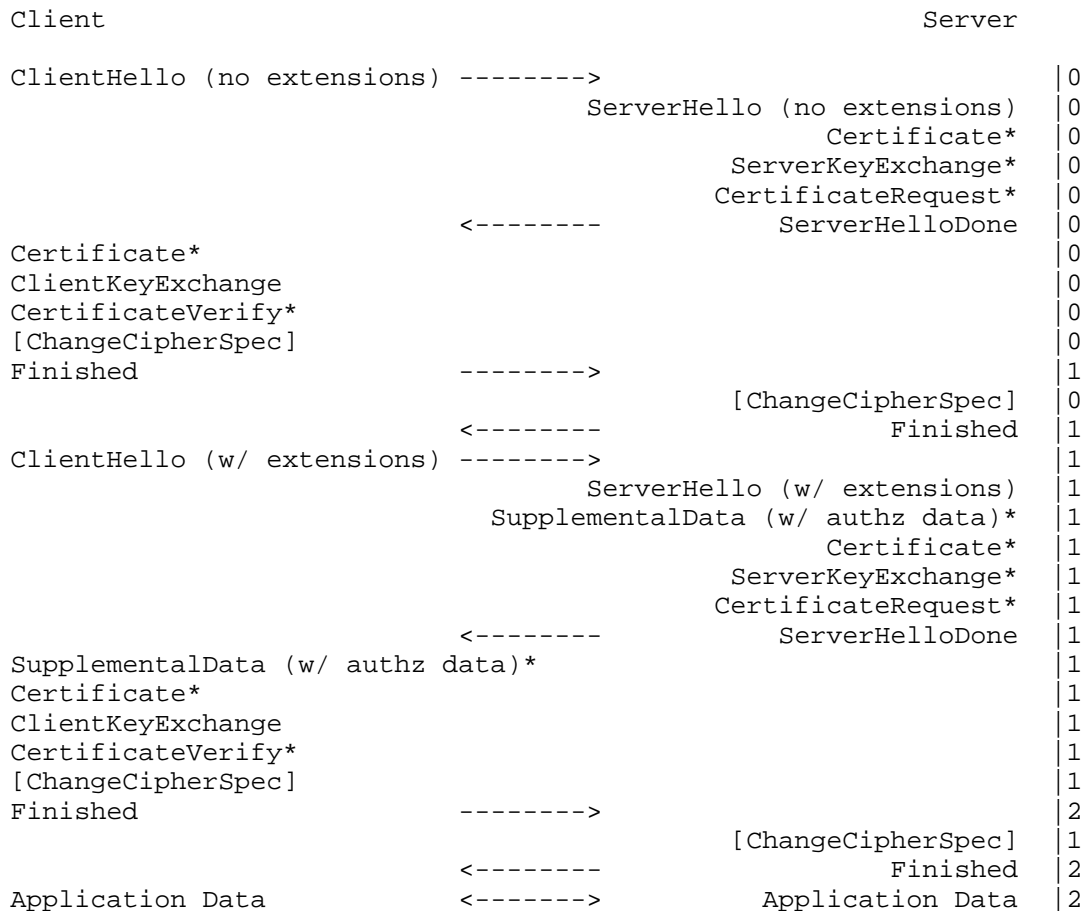 Client                                                   Server

ClientHello (no extensions) -------->                            |0
                                    ServerHello (no extensions)  |0
                                                   Certificate*  |0
                                             ServerKeyExchange*  |0
                                            CertificateRequest*  |0
                            <--------           ServerHelloDone  |0
Certificate*                                                     |0
ClientKeyExchange                                                |0
CertificateVerify*                                               |0
[ChangeCipherSpec]                                               |0
Finished                    -------->                            |1
                                             [ChangeCipherSpec]  |0
                            <--------                  Finished  |1
ClientHello (w/ extensions) -------->                            |1
                                    ServerHello (w/ extensions)  |1
                              SupplementalData (w/ authz data)*  |1
                                                   Certificate*  |1
                                             ServerKeyExchange*  |1
                                            CertificateRequest*  |1
                            <--------           ServerHelloDone  |1
SupplementalData (w/ authz data)*                                |1
Certificate*                                                     |1
ClientKeyExchange                                                |1
CertificateVerify*                                               |1
[ChangeCipherSpec]                                               |1
Finished                    -------->                            |2
                                             [ChangeCipherSpec]  |1
                            <--------                  Finished  |2
Application Data            <------->          Application Data  |2